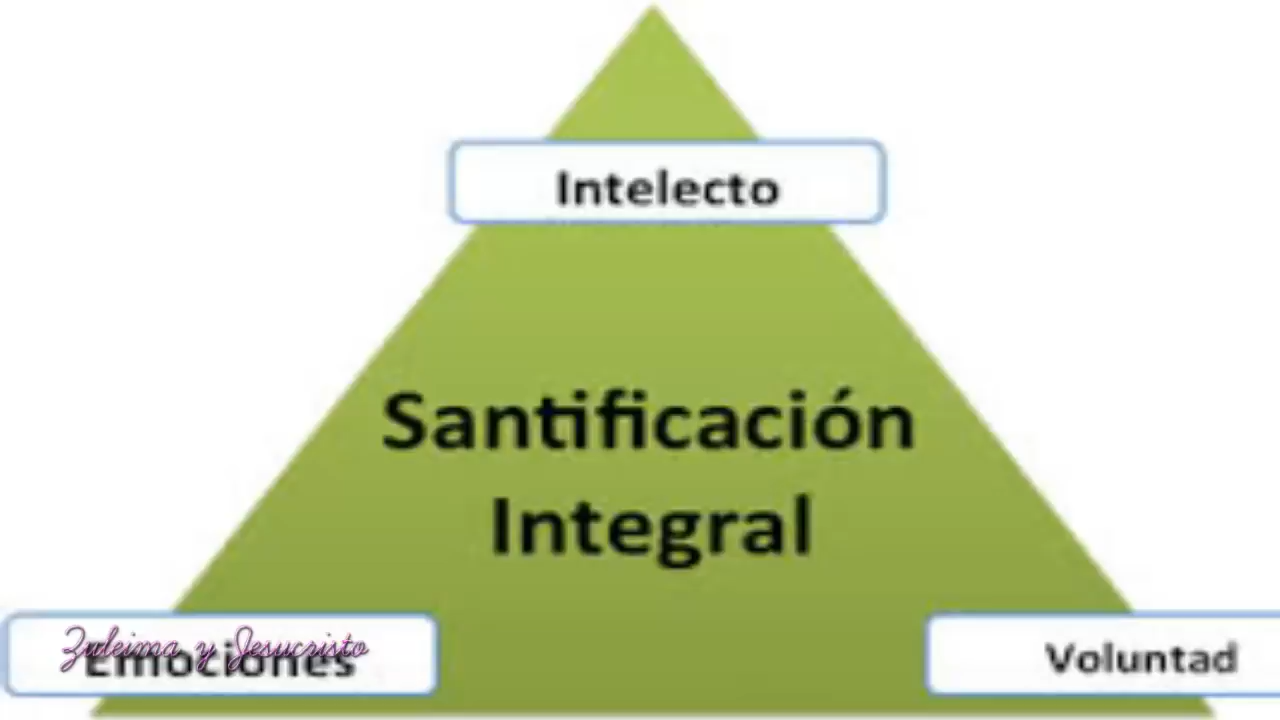 Intelecto
Santificación
Integral
Zuleima y Jesucristo
Emociones
Voluntad